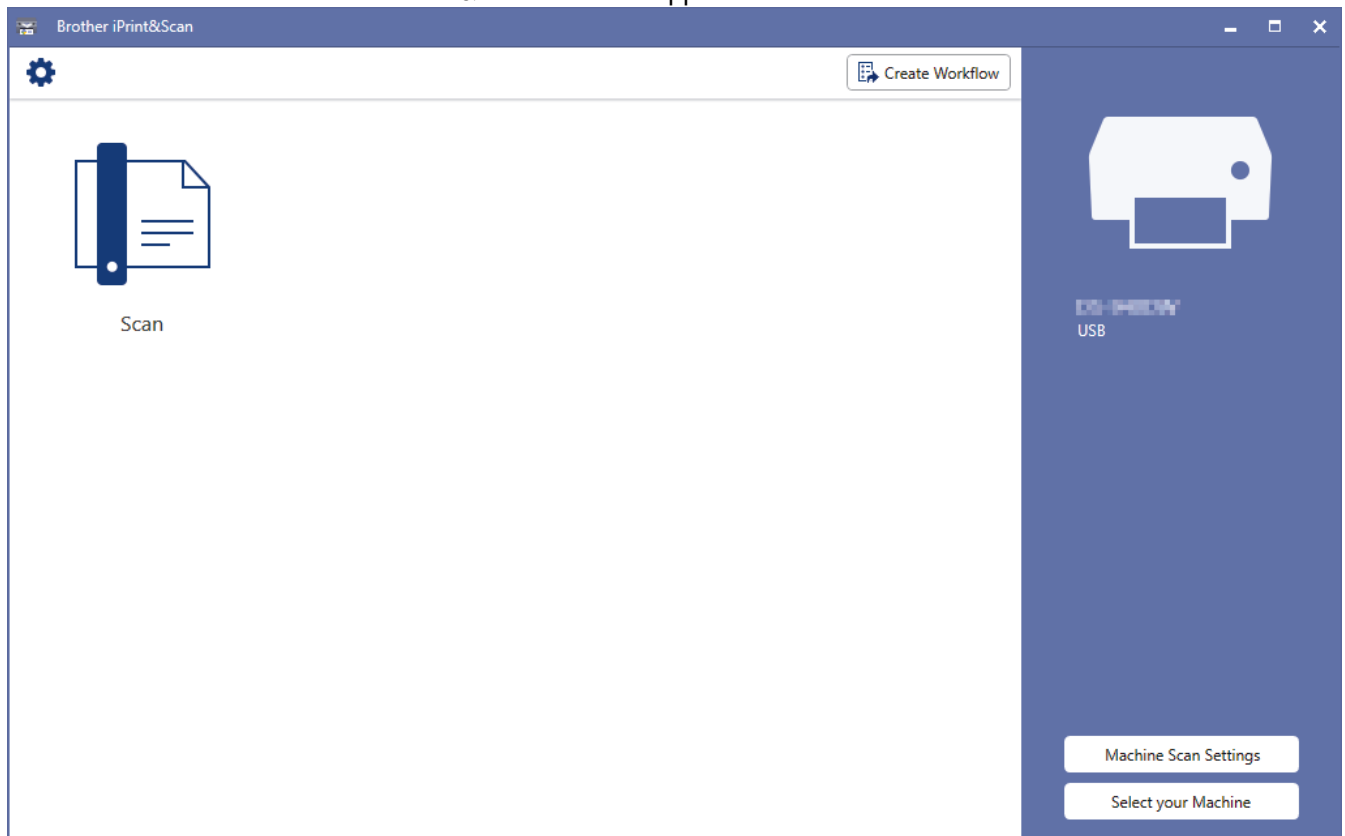 Brother iPrint&Scan
Create Workflow
Scan
USB
Machine Scan Settings
Select your Machine